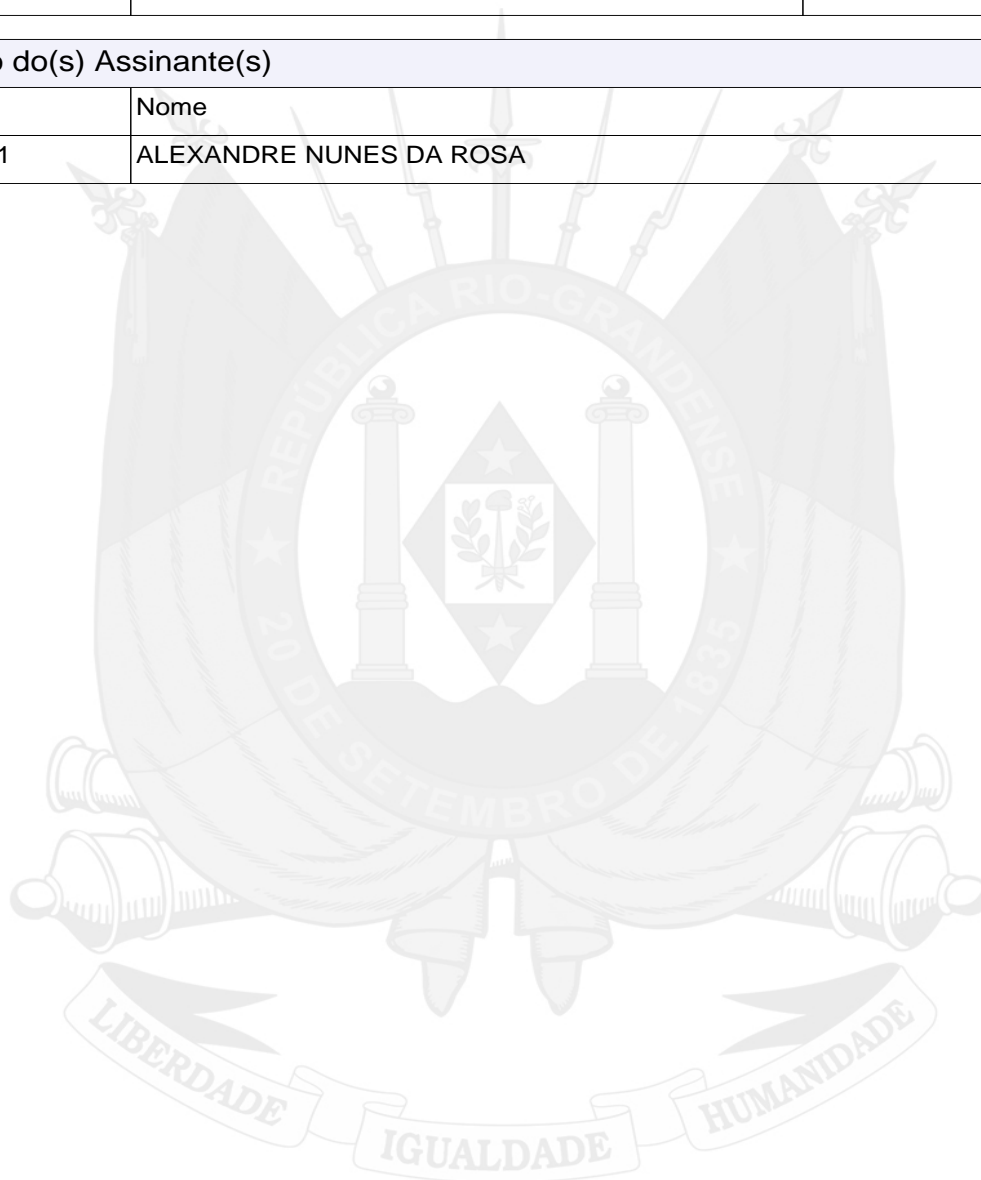 o do(s) Assinante(s)
Nome
1 ALEXANDRE NUNES DA ROSA
REPÚBLICA RIO-GRANDENSE
★ 20 DE SETEMBRO DE 1835 ★
LIBERDADE IGUALDADE HUMANIDADE